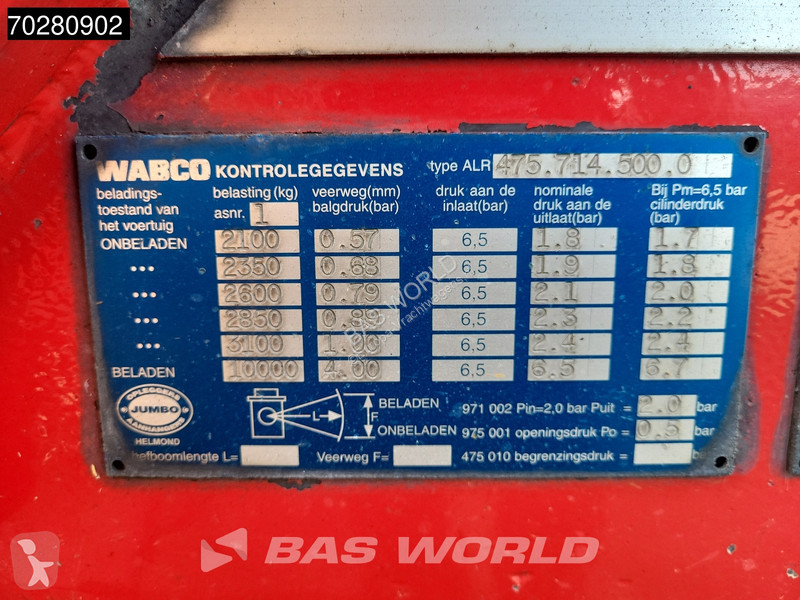 70280902
WABCO KONTROLEGEGEVENS type ALR 475.714.500.0
beladings- belasting (kg) veerweg(mm) druk aan de nominale Bij Pm=6,5 bar
toestand van asnr. 1 balgdruk(bar) inlaat(bar) druk aan de cilinderdruk
het voertuig uitlaat(bar) (bar)
ONBELADEN 2100 0.57 6,5 1.8 1.7
... 2350 0.68 6,5 1.9 1.8
... 2600 0.79 6,5 2.1 2.0
... 2850 6,5 2.3 2.2
... 3100 6,5 2.4 2.4
BELADEN 10000 4.00 6,5 6.5 6.7
OPLEGGERS
JUMBO
AANHANGERS
HELMOND
L
F
BELADEN
ONBELADEN
971 002 Pin=2,0 bar Puit = 2.0 bar
975 001 openingsdruk Po = 0.5 bar
hefboomlengte L= Veerweg F= 475 010 begrenzingsdruk = bar
BAS WORLD
BAS WORLD